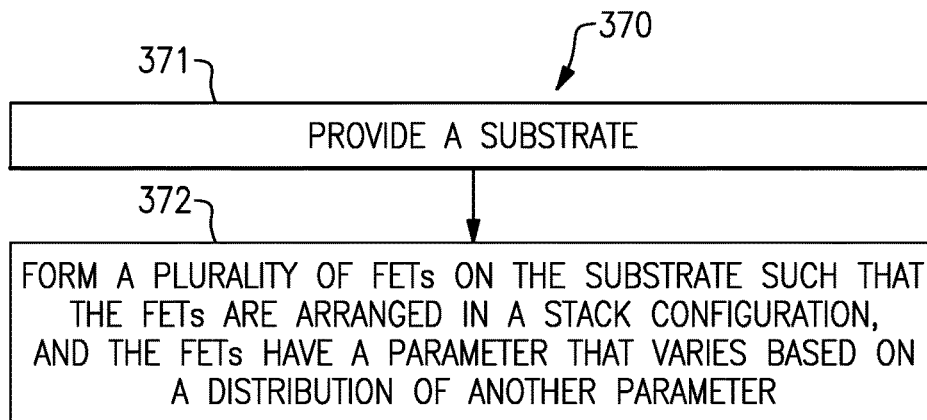 370
371
PROVIDE A SUBSTRATE
372
FORM A PLURALITY OF FETs ON THE SUBSTRATE SUCH THAT
THE FETs ARE ARRANGED IN A STACK CONFIGURATION,
AND THE FETs HAVE A PARAMETER THAT VARIES BASED ON
A DISTRIBUTION OF ANOTHER PARAMETER